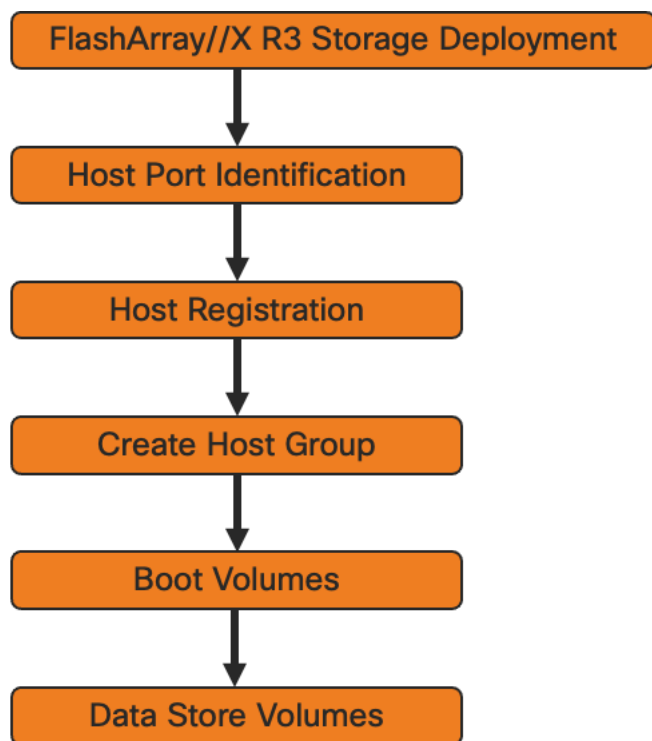 FlashArray//X R3 Storage Deployment
Host Port Identification
Host Registration
Create Host Group
Boot Volumes
Data Store Volumes